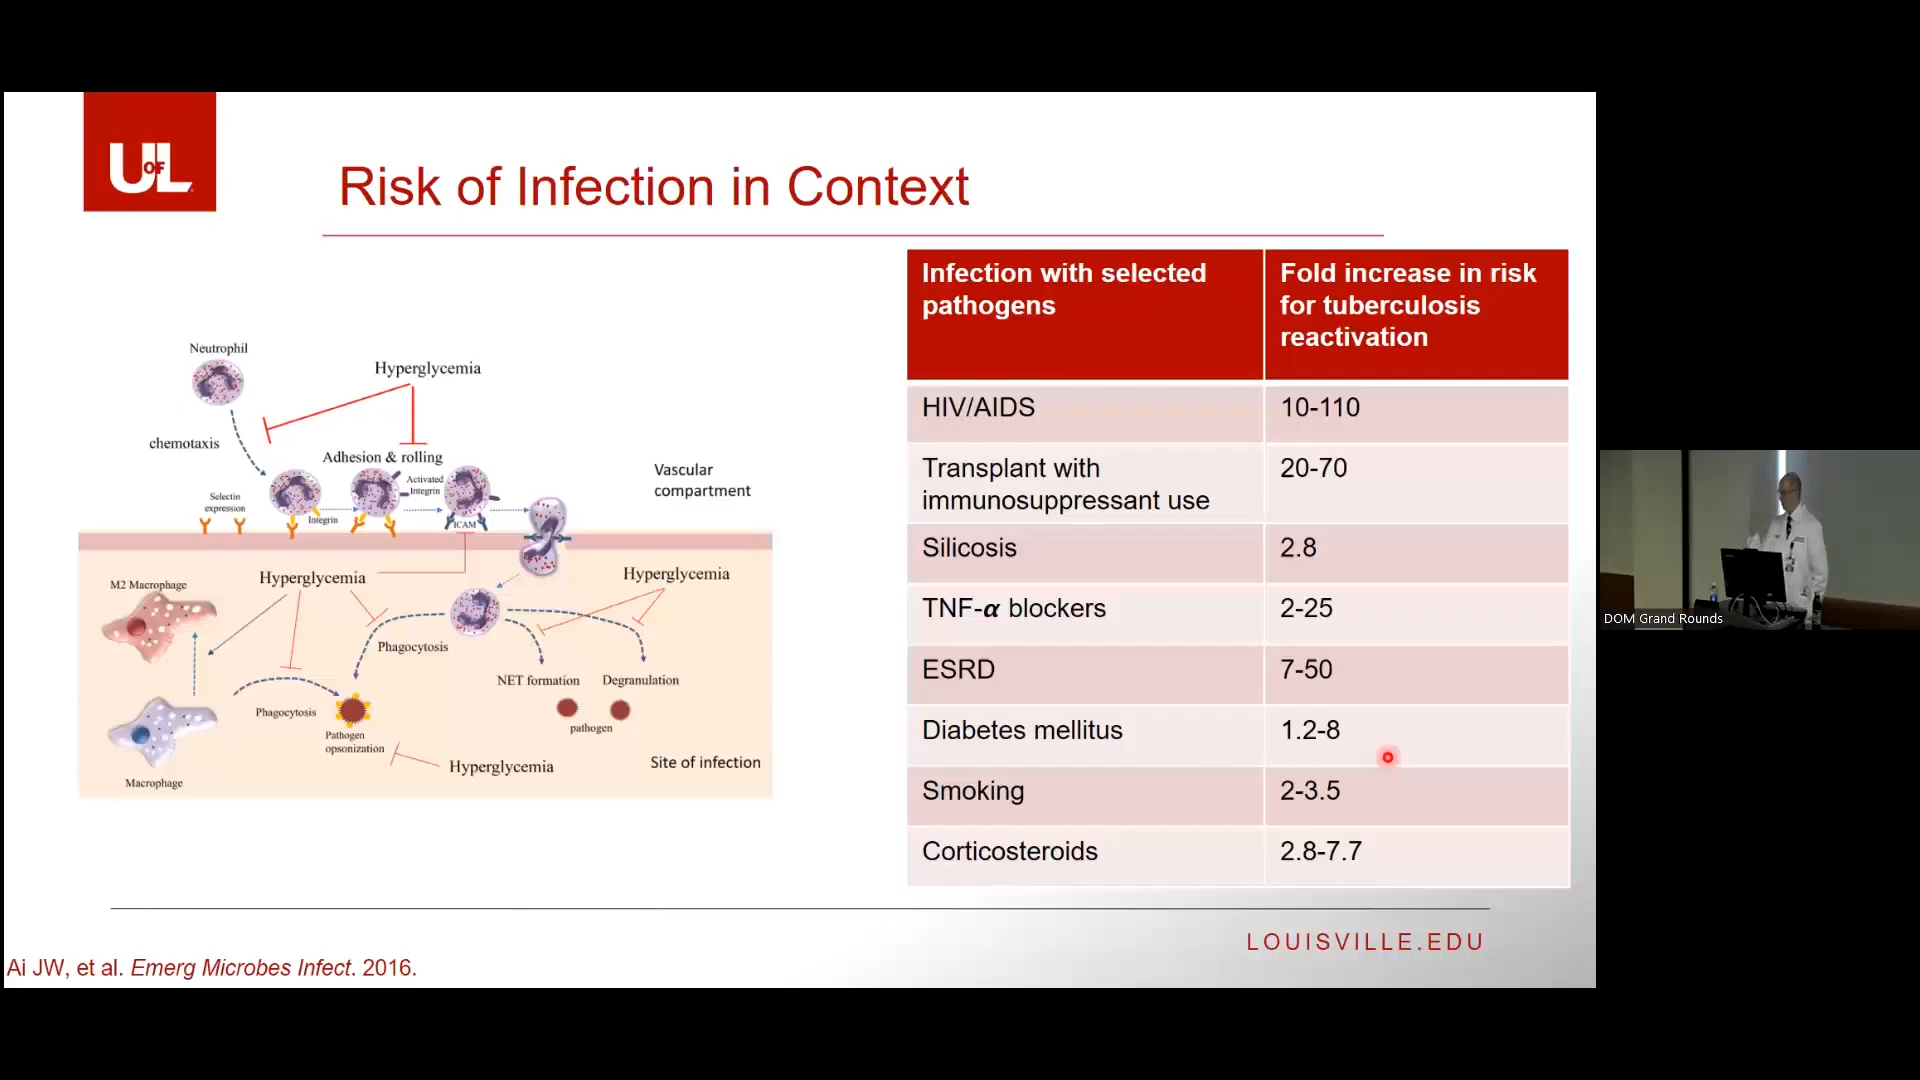 UofL
Risk of Infection in Context
Neutrophil
Hyperglycemia
chemotaxis
Adhesion & rolling
Activated
Integrin
Selectin
expression
Integrin
ICAM
Vascular
compartment
M2 Macrophage
Hyperglycemia
Hyperglycemia
Phagocytosis
NET formation
Degranulation
Phagocytosis
Pathogen
opsonization
pathogen
Hyperglycemia
Site of infection
Macrophage
Infection with selected
pathogens
Fold increase in risk
for tuberculosis
reactivation
HIV/AIDS
10-110
Transplant with
immunosuppressant use
20-70
Silicosis
2.8
TNF-α blockers
2-25
ESRD
7-50
Diabetes mellitus
1.2-8
Smoking
2-3.5
Corticosteroids
2.8-7.7
LOUISVILLE.EDU
Ai JW, et al. Emerg Microbes Infect. 2016.
DOM Grand Rounds